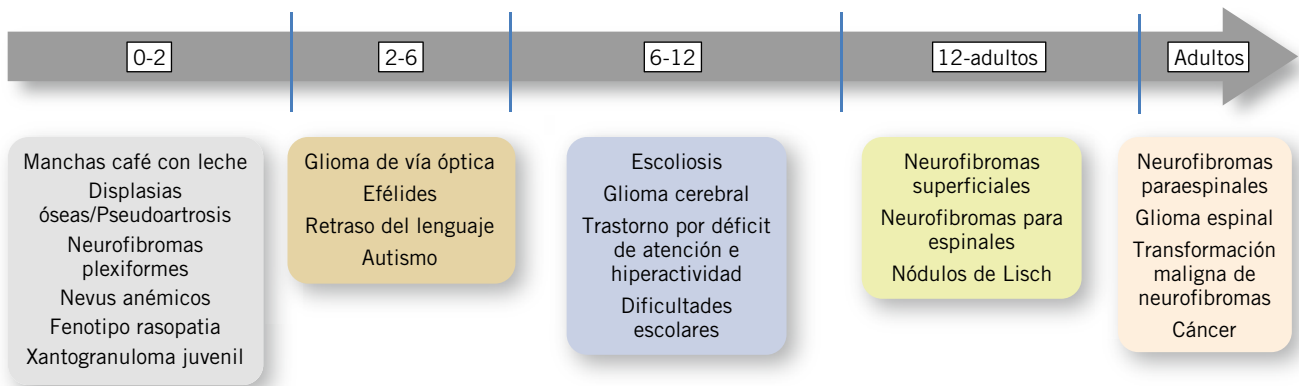 0-2
2-6
6-12
12-adultos
Adultos
Manchas café con leche
Displasias
óseas/Pseudoartrosis
Neurofibromas
plexiformes
Nevus anémicos
Fenotipo rasopatia
Xantogranuloma juvenil
Glioma de vía óptica
Efélides
Retraso del lenguaje
Autismo
Escoliosis
Glioma cerebral
Trastorno por déficit
de atención e
hiperactividad
Dificultades
escolares
Neurofibromas
superficiales
Neurofibromas para
espinales
Nódulos de Lisch
Neurofibromas
paraespinales
Glioma espinal
Transformación
maligna de
neurofibromas
Cáncer